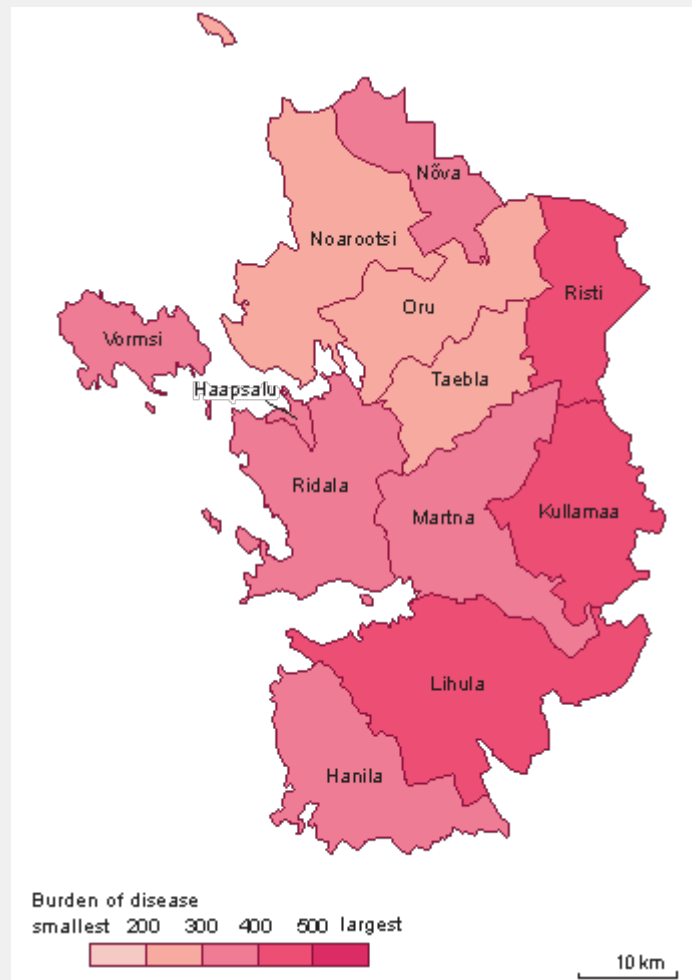 Nõva
Noarootsi
Risti
Oru
Vormsi
Taebla
Haapsalu
Ridala
Martna
Kullamaa
Lihula
Hanila
Burden of disease
smallest 200 300 400 500 largest
10 km